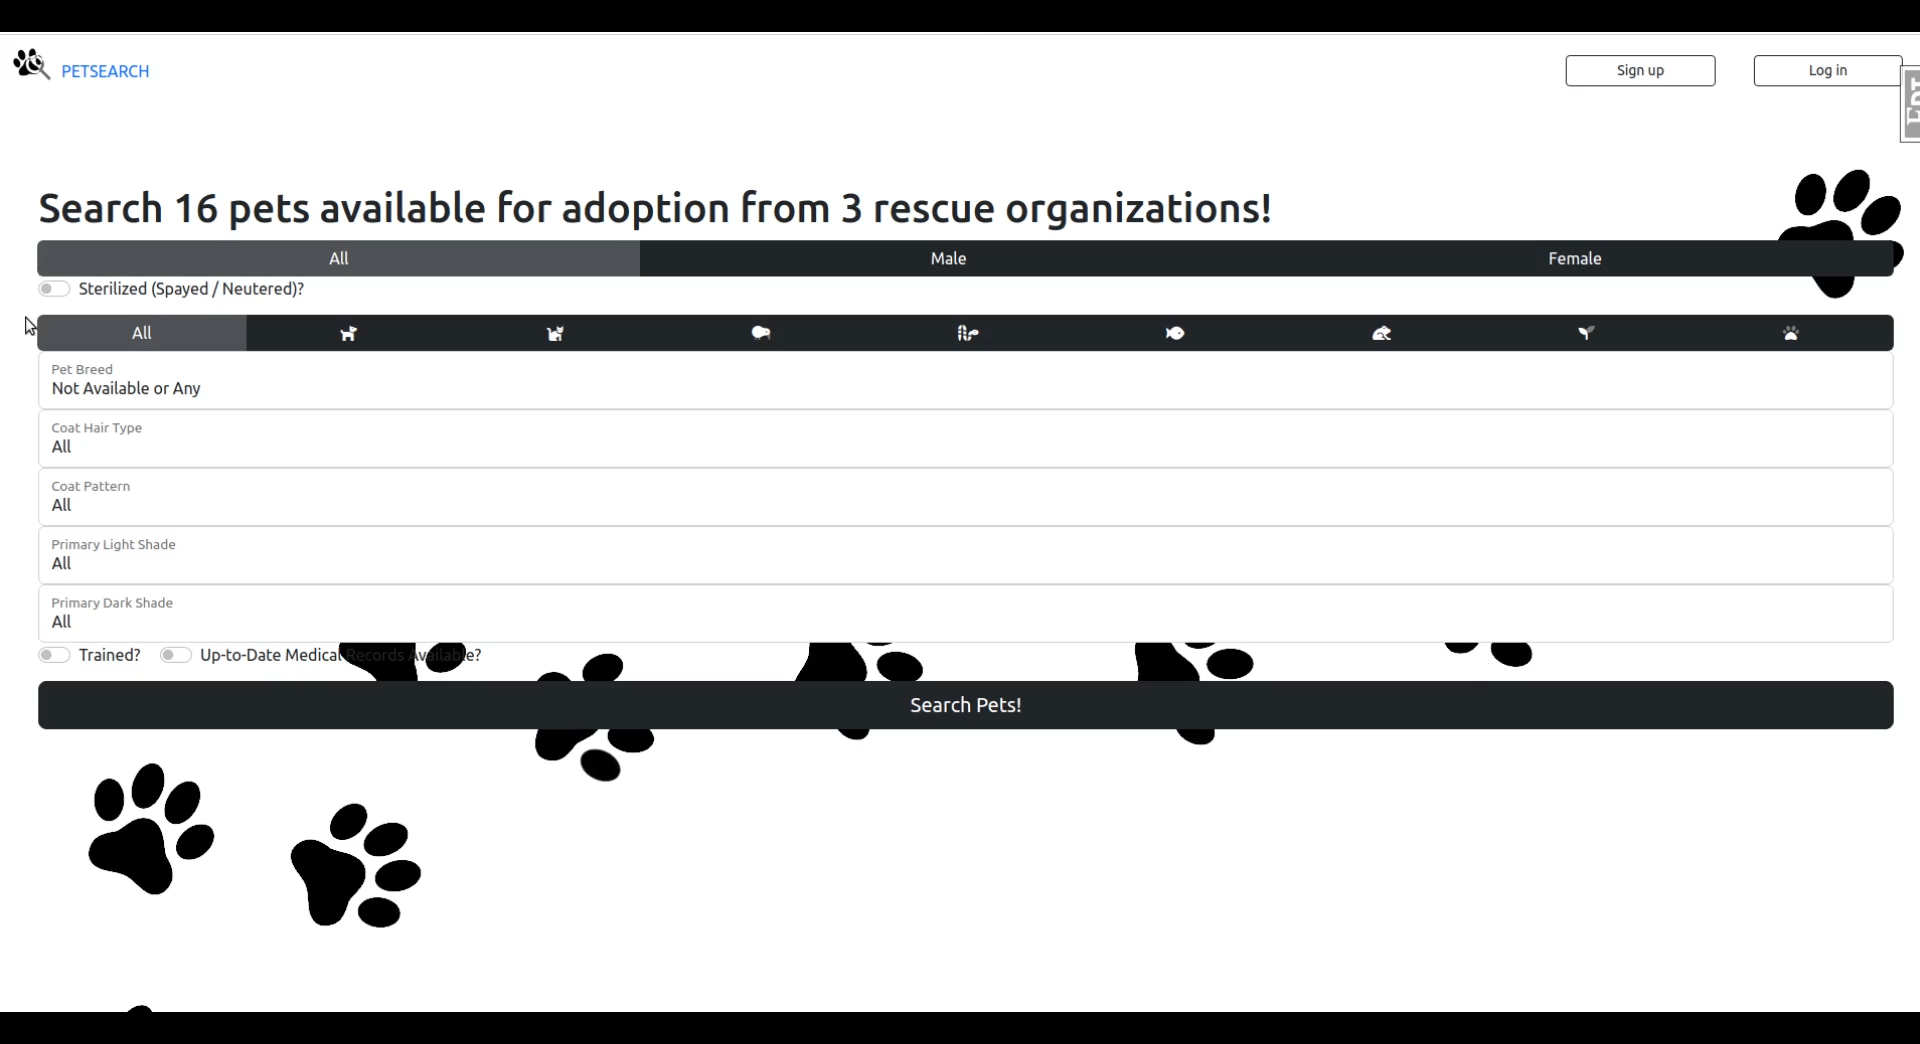 PETSEARCH
Sign up
Log in
Search 16 pets available for adoption from 3 rescue organizations!
All
Male
Female
Sterilized (Spayed / Neutered)?
All
Pet Breed
Not Available or Any
Coat Hair Type
All
Coat Pattern
All
Primary Light Shade
All
Primary Dark Shade
All
Trained?
Up-to-Date Medical Records Available?
Search Pets!